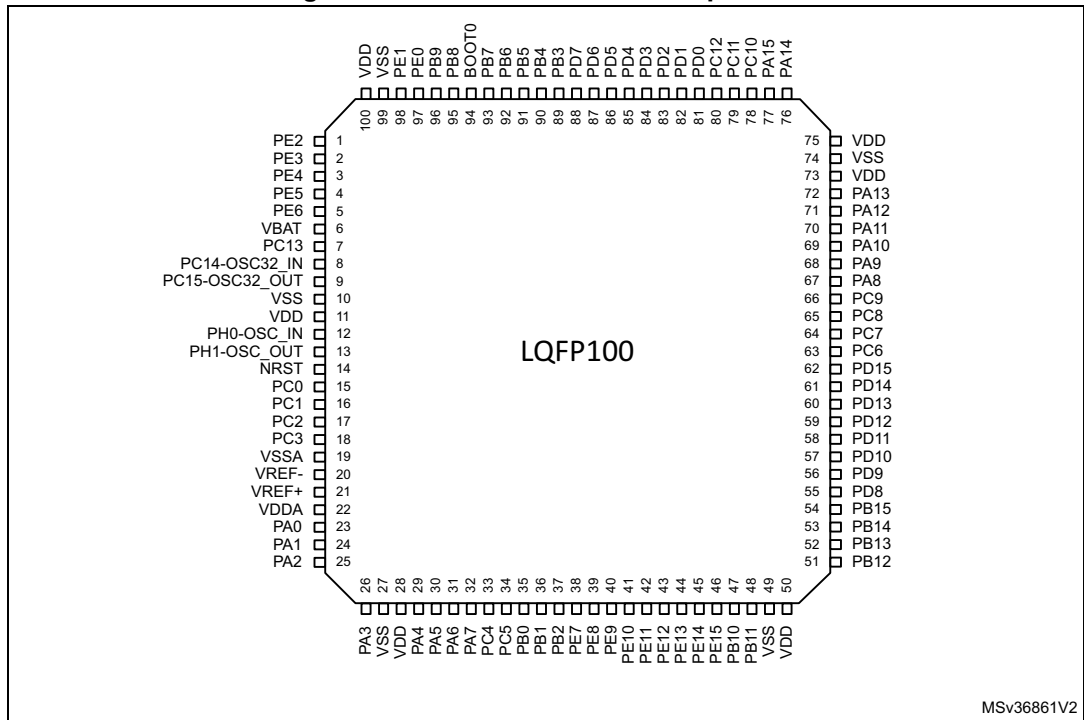 VDD
VSS
PE1
PE0
PB9
PB8
BOOT0
PB7
PB6
PB5
PB4
PB3
PD7
PD6
PD5
PD4
PD3
PD2
PD1
PD0
PC12
PC11
PC10
PA15
PA14
100
99
98
97
96
95
94
93
92
91
90
89
88
87
86
85
84
83
82
81
80
79
78
77
76
PE2 1
PE3 2
PE4 3
PE5 4
PE6 5
VBAT 6
PC13 7
PC14-OSC32_IN 8
PC15-OSC32_OUT 9
VSS 10
VDD 11
PH0-OSC_IN 12
PH1-OSC_OUT 13
NRST 14
PC0 15
PC1 16
PC2 17
PC3 18
VSSA 19
VREF- 20
VREF+ 21
VDDA 22
PA0 23
PA1 24
PA2 25
LQFP100
75 VDD
74 VSS
73 VDD
72 PA13
71 PA12
70 PA11
69 PA10
68 PA9
67 PA8
66 PC9
65 PC8
64 PC7
63 PC6
62 PD15
61 PD14
60 PD13
59 PD12
58 PD11
57 PD10
56 PD9
55 PD8
54 PB15
53 PB14
52 PB13
51 PB12
26
27
28
29
30
31
32
33
34
35
36
37
38
39
40
41
42
43
44
45
46
47
48
49
50
PA3
VSS
VDD
PA4
PA5
PA6
PA7
PC4
PC5
PB0
PB1
PB2
PE7
PE8
PE9
PE10
PE11
PE12
PE13
PE14
PE15
PB10
PB11
VSS
VDD
MSv36861V2